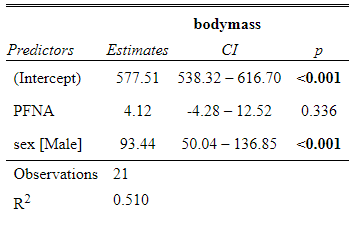 bodymass
Predictors Estimates CI p
(Intercept) 577.51 538.32 – 616.70 <0.001
PFNA 4.12 -4.28 – 12.52 0.336
sex [Male] 93.44 50.04 – 136.85 <0.001
Observations 21
R2 0.510